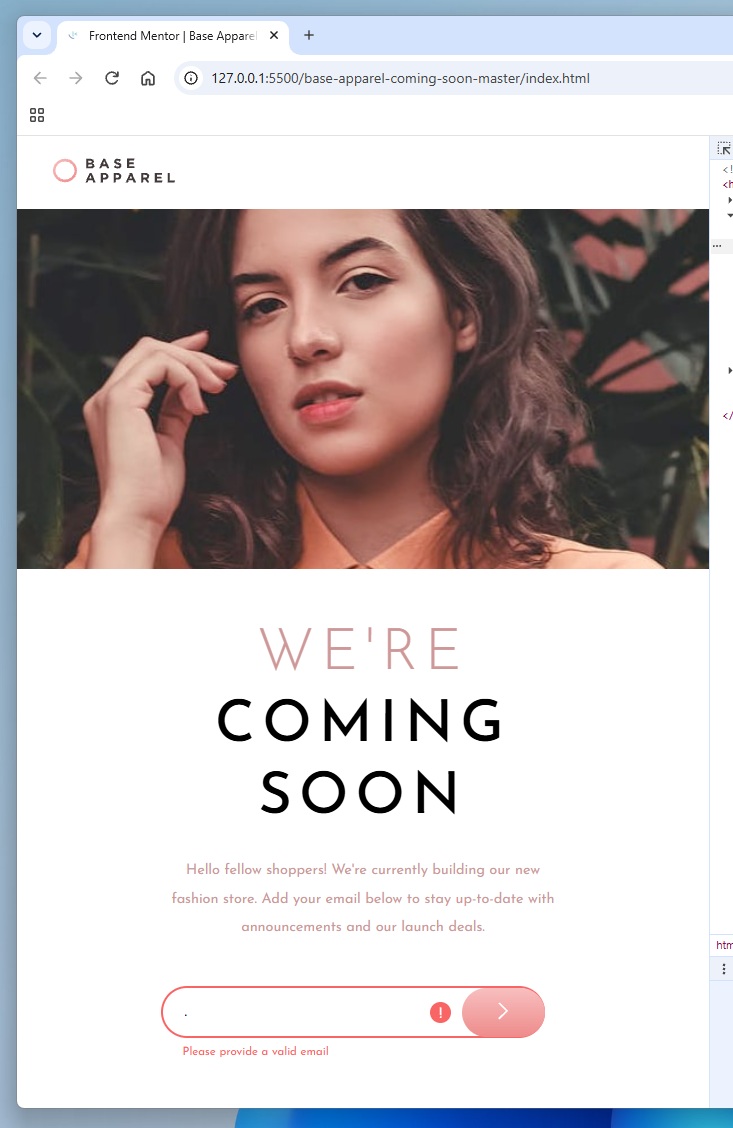 Frontend Mentor | Base Apparel
127.0.0.1:5500/base-apparel-coming-soon-master/index.html
BASE
APPAREL
WE'RE
COMING
SOON
Hello fellow shoppers! We're currently building our new
fashion store. Add your email below to stay up-to-date with
announcements and our launch deals.
.
!
Please provide a valid email